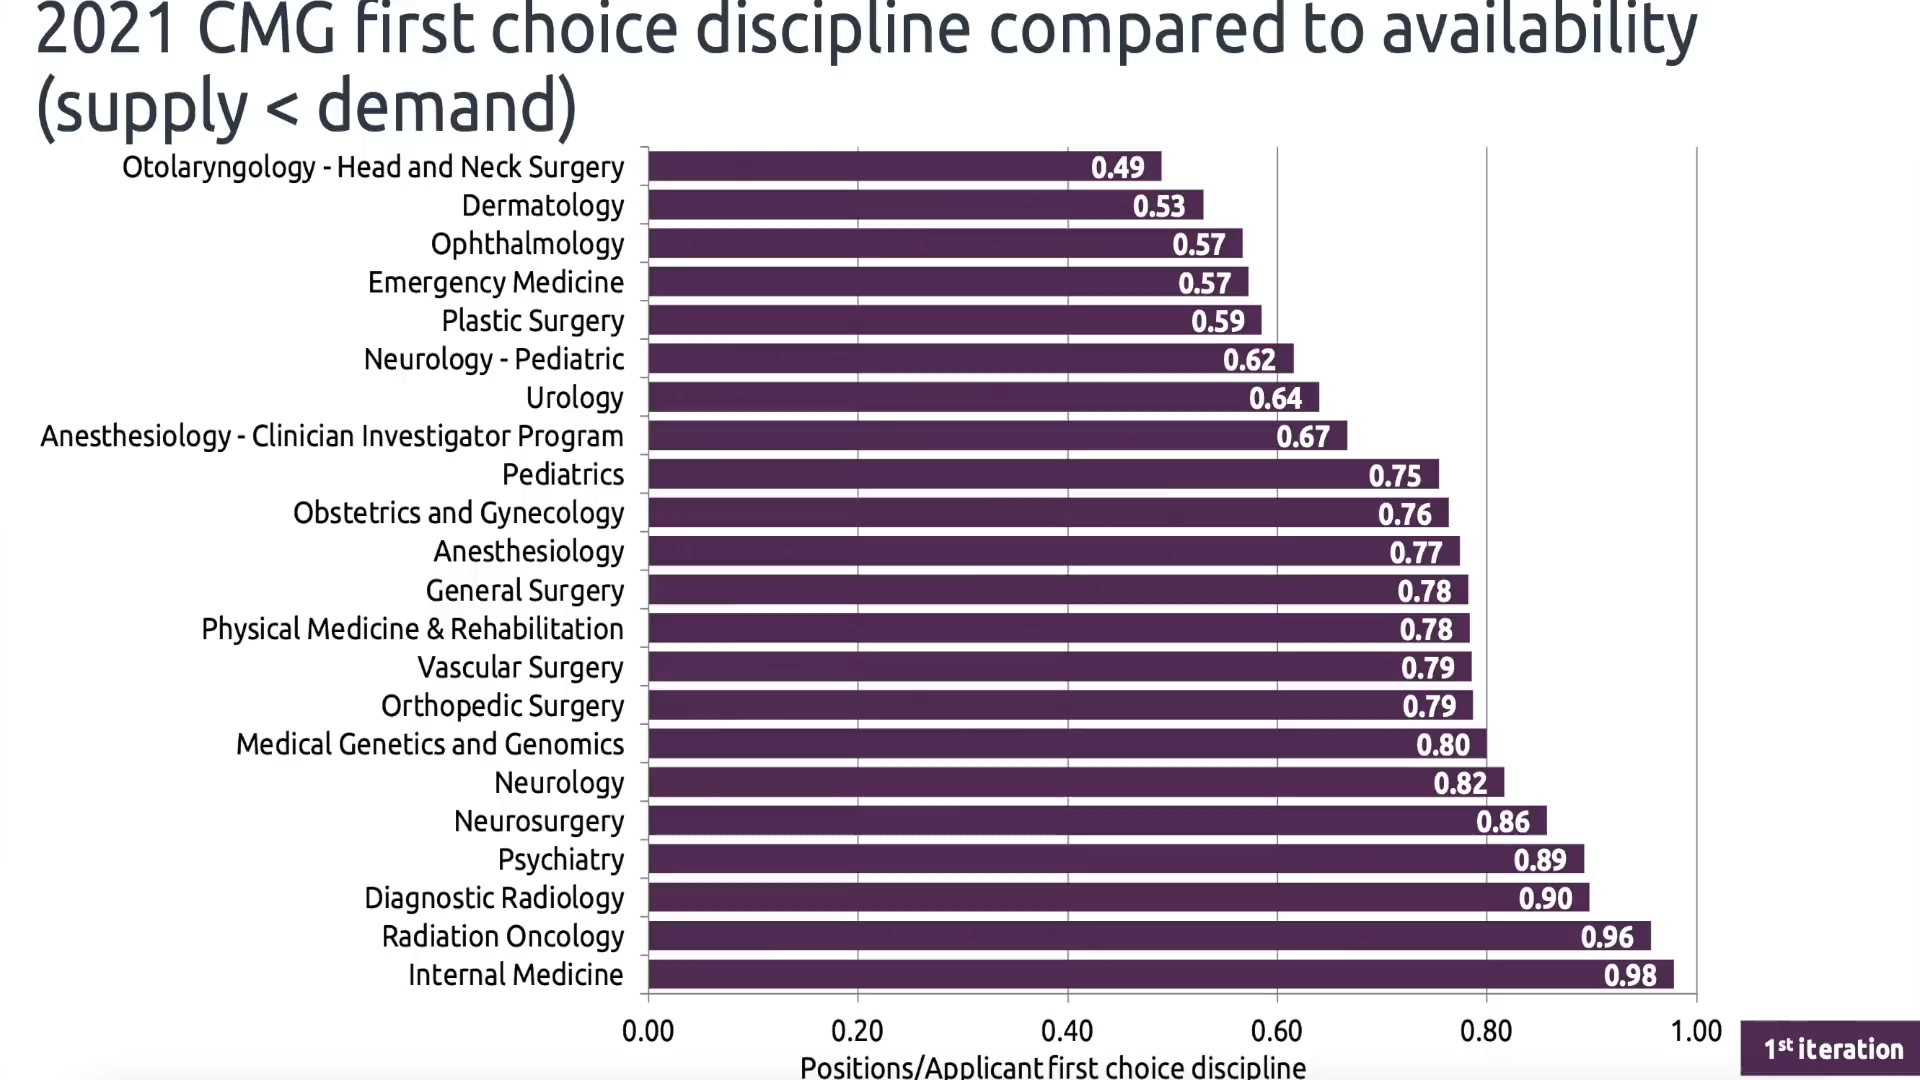 2021 CMG first choice discipline compared to availability
(supply < demand)
Otolaryngology - Head and Neck Surgery 0.49
Dermatology 0.53
Ophthalmology 0.57
Emergency Medicine 0.57
Plastic Surgery 0.59
Neurology - Pediatric 0.62
Urology 0.64
Anesthesiology - Clinician Investigator Program 0.67
Pediatrics 0.75
Obstetrics and Gynecology 0.76
Anesthesiology 0.77
General Surgery 0.78
Physical Medicine & Rehabilitation 0.78
Vascular Surgery 0.79
Orthopedic Surgery 0.79
Medical Genetics and Genomics 0.80
Neurology 0.82
Neurosurgery 0.86
Psychiatry 0.89
Diagnostic Radiology 0.90
Radiation Oncology 0.96
Internal Medicine 0.98
0.00 0.20 0.40 0.60 0.80 1.00
Positions/Applicant first choice discipline
1st iteration